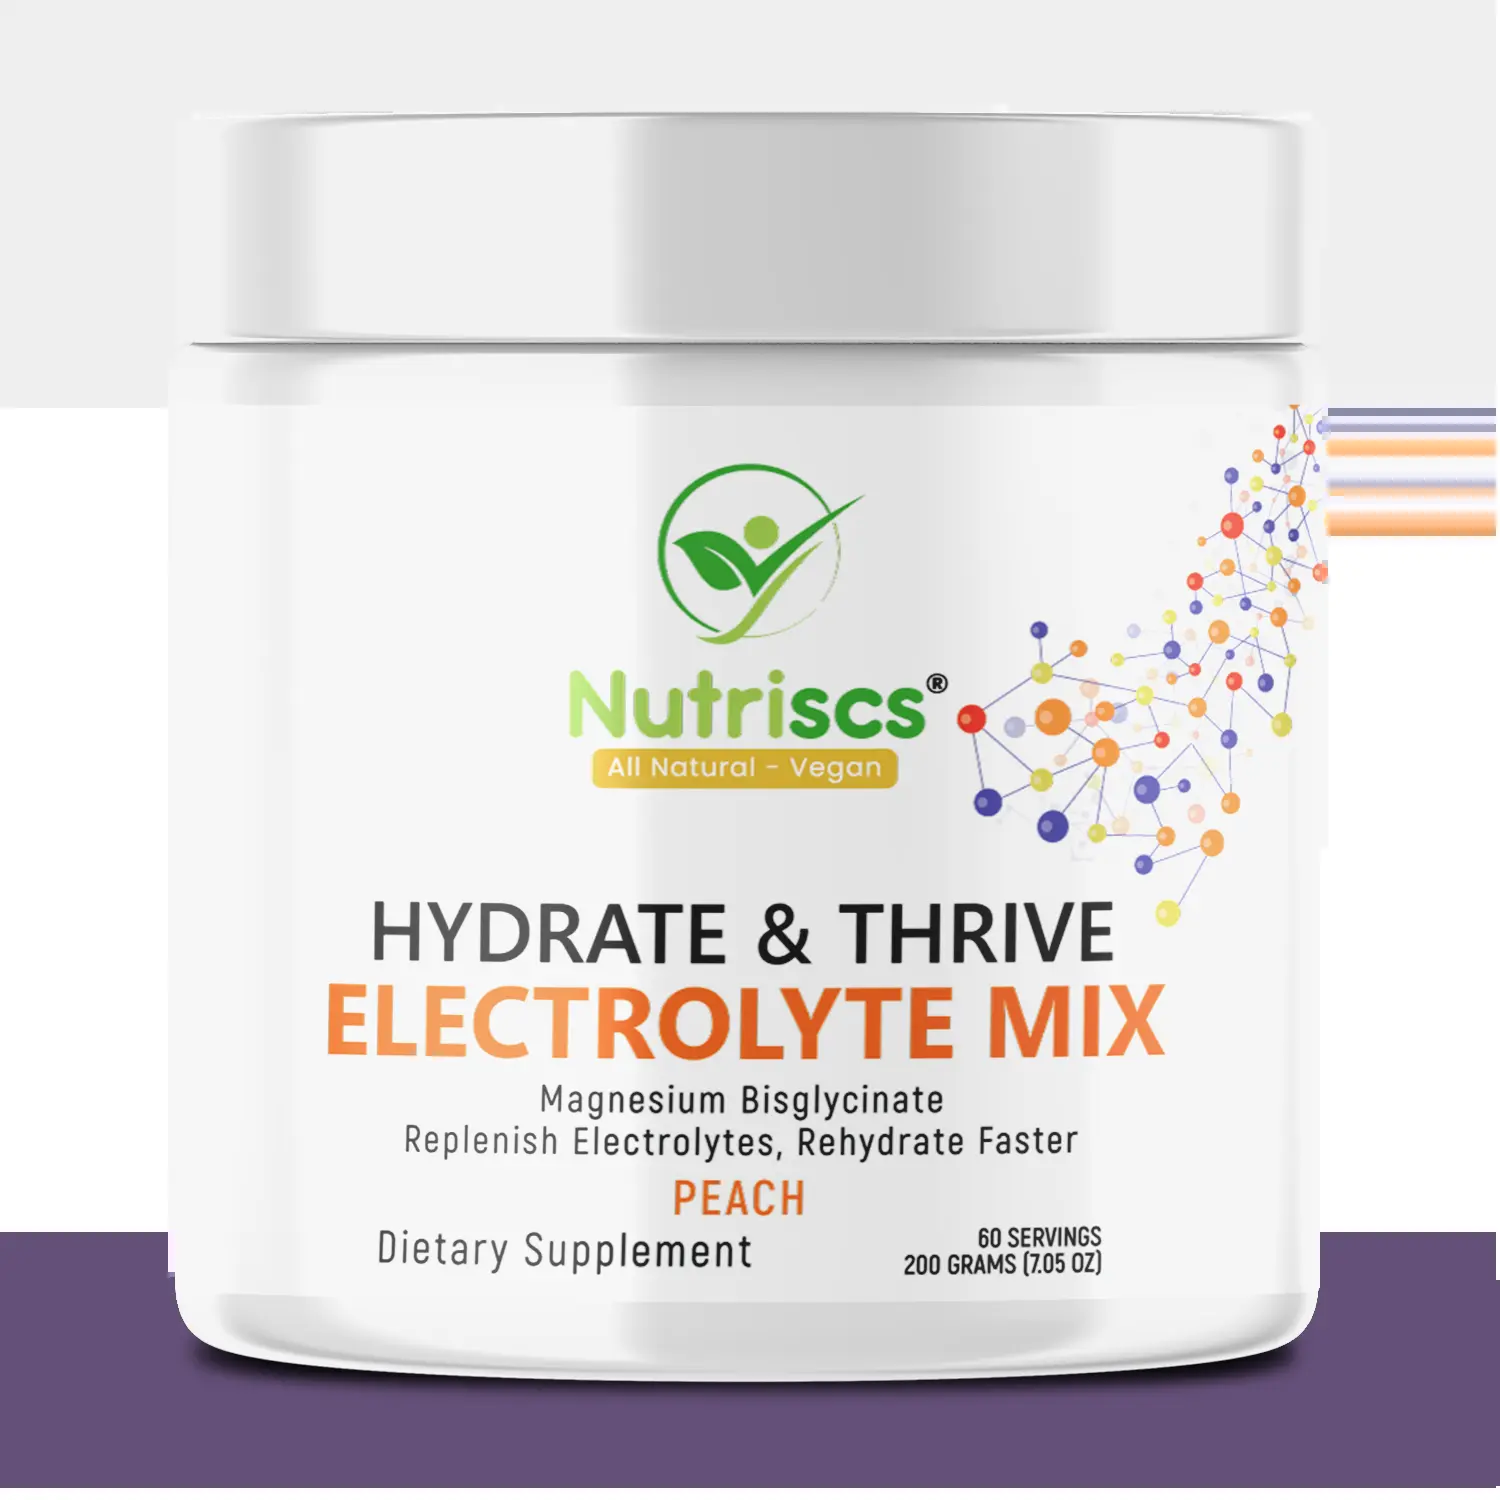 Nutriscs®
All Natural - Vegan
HYDRATE & THRIVE
ELECTROLYTE MIX
Magnesium Bisglycinate
Replenish Electrolytes, Rehydrate Faster
PEACH
Dietary Supplement
60 SERVINGS
200 GRAMS (7.05 OZ)